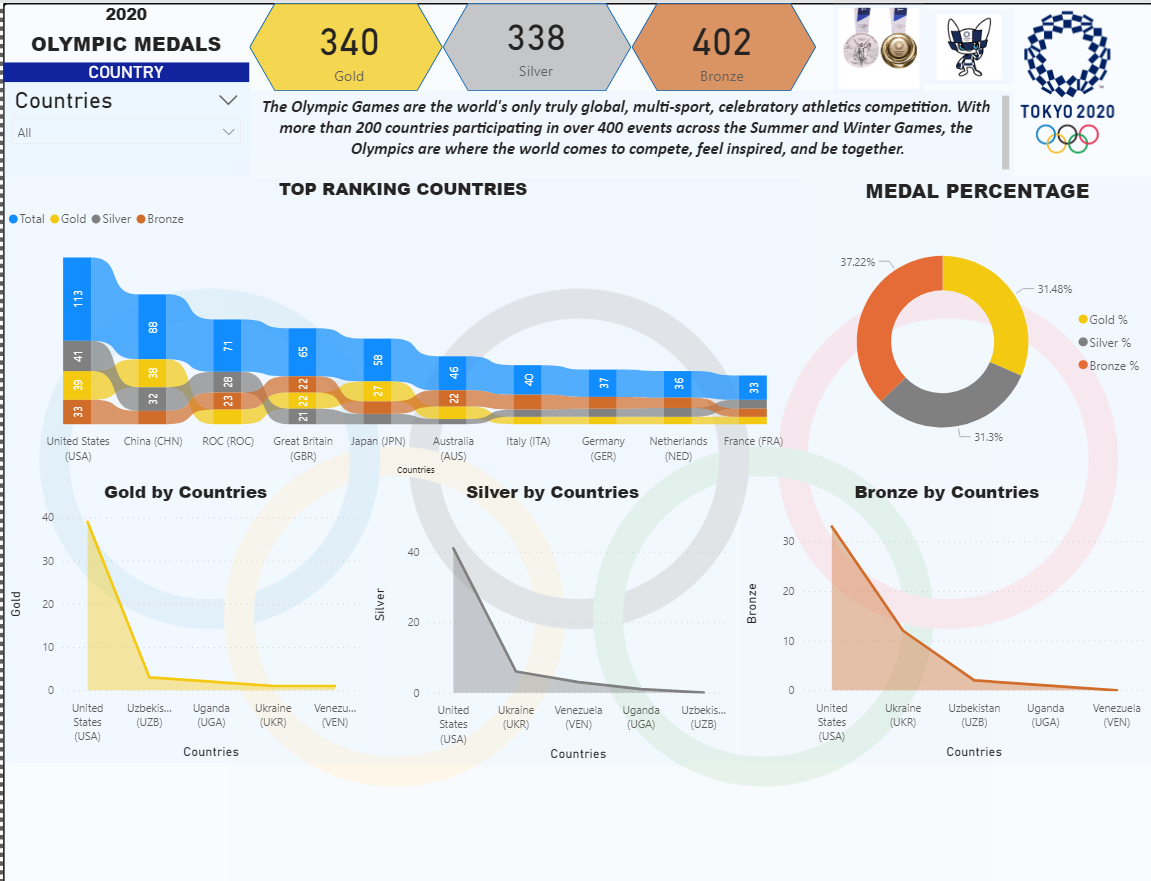 2020
OLYMPIC MEDALS
COUNTRY
Countries
All
340
Gold
338
Silver
402
Bronze
The Olympic Games are the world's only truly global, multi-sport, celebratory athletics competition. With
more than 200 countries participating in over 400 events across the Summer and Winter Games, the
Olympics are where the world comes to compete, feel inspired, and be together.
TOKYO 2020
TOP RANKING COUNTRIES
Total Gold Silver Bronze
113
41
39
33
88
38
32
71
28
23
65
22
22
21
58
27
46
22
40
37
36
33
United States
(USA)
China (CHN)
ROC (ROC)
Great Britain
(GBR)
Japan (JPN)
Australia
(AUS)
Italy (ITA)
Germany
(GER)
Netherlands
(NED)
France (FRA)
Countries
MEDAL PERCENTAGE
37.22%
31.48%
31.3%
Gold %
Silver %
Bronze %
Gold by Countries
Gold
40
30
20
10
0
United
States
(USA)
Uzbekis...
(UZB)
Uganda
(UGA)
Ukraine
(UKR)
Venezu...
(VEN)
Countries
Silver by Countries
Silver
40
20
0
United
States
(USA)
Ukraine
(UKR)
Venezuela
(VEN)
Uganda
(UGA)
Uzbekis...
(UZB)
Countries
Bronze by Countries
Bronze
30
20
10
0
United
States
(USA)
Ukraine
(UKR)
Uzbekistan
(UZB)
Uganda
(UGA)
Venezuela
(VEN)
Countries